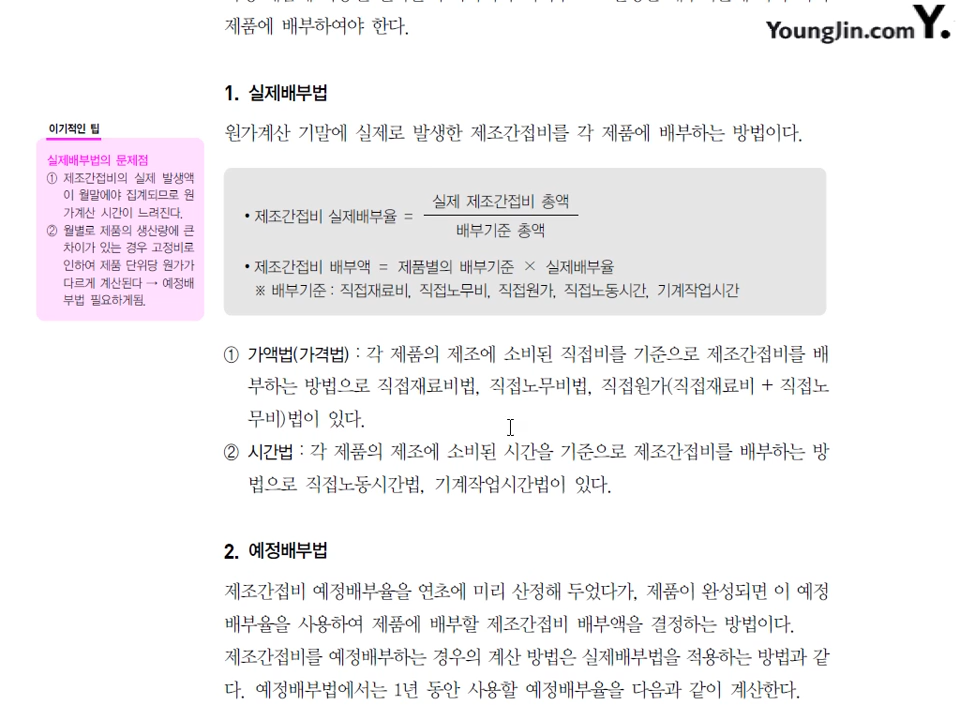 제품에 배부하여야 한다.
YoungJin.com Y.
1. 실제배부법
원가계산 기말에 실제로 발생한 제조간접비를 각 제품에 배부하는 방법이다.
이기적인 팁
실제배부법의 문제점
① 제조간접비의 실제 발생액
이 월말에야 집계되므로 원
가계산 시간이 느려진다.
② 월별로 제품의 생산량에 큰
차이가 있는 경우 고정비로
인하여 제품 단위당 원가가
다르게 계산된다 → 예정배
부법 필요하게됨.
실제 제조간접비 총액
• 제조간접비 실제배부율 =
배부기준 총액
• 제조간접비 배부액 = 제품별의 배부기준 × 실제배부율
※ 배부기준 : 직접재료비, 직접노무비, 직접원가, 직접노동시간, 기계작업시간
① 가액법(가격법) : 각 제품의 제조에 소비된 직접비를 기준으로 제조간접비를 배
부하는 방법으로 직접재료비법, 직접노무비법, 직접원가(직접재료비 + 직접노
무비)법이 있다.
② 시간법 : 각 제품의 제조에 소비된 시간을 기준으로 제조간접비를 배부하는 방
법으로 직접노동시간법, 기계작업시간법이 있다.
2. 예정배부법
제조간접비 예정배부율을 연초에 미리 산정해 두었다가, 제품이 완성되면 이 예정
배부율을 사용하여 제품에 배부할 제조간접비 배부액을 결정하는 방법이다.
제조간접비를 예정배부하는 경우의 계산 방법은 실제배부법을 적용하는 방법과 같
다. 예정배부법에서는 1년 동안 사용할 예정배부율을 다음과 같이 계산한다.